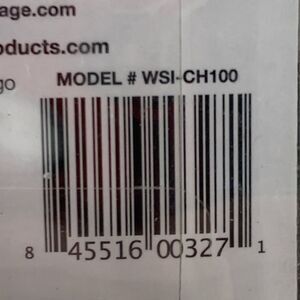 age.com
oducts.com
go
MODEL # WSI-CH100
8 45516 00327 1